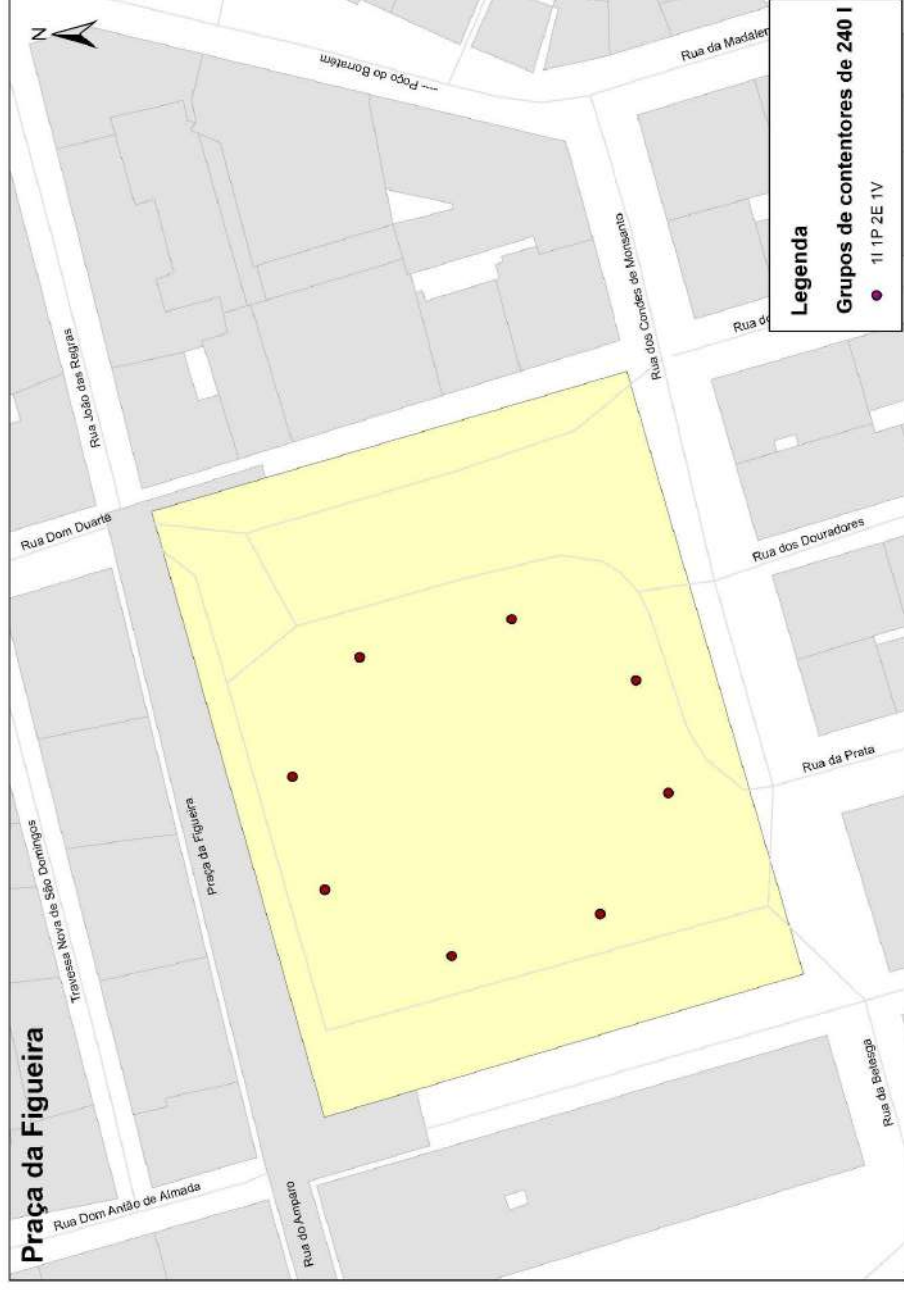 Praça da Figueira
N
Travessa Nova de São Domingos
Rua João das Regras
Poço do Borratém
Rua da Madalen
Rua Dom Duarte
Rua Dom Antão de Almada
Praça da Figueira
Rua do Amparo
Rua dos Condes de Monsanto
Rua d
Rua dos Douradores
Rua da Prata
Rua da Betesga
Legenda
Grupos de contentores de 240 l
1I 1P 2E 1V